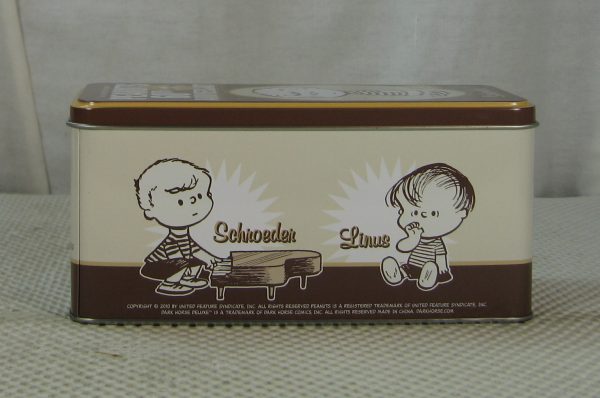 Schroeder
Linus
COPYRIGHT © 2010 BY UNITED FEATURE SYNDICATE, INC. ALL RIGHTS RESERVED PEANUTS IS A REGISTERED TRADEMARK OF UNITED FEATURE SYNDICATE, INC.
DARK HORSE DELUXE™ IS A TRADEMARK OF DARK HORSE COMICS, INC. ALL RIGHTS RESERVED MADE IN CHINA. DARKHORSE.COM